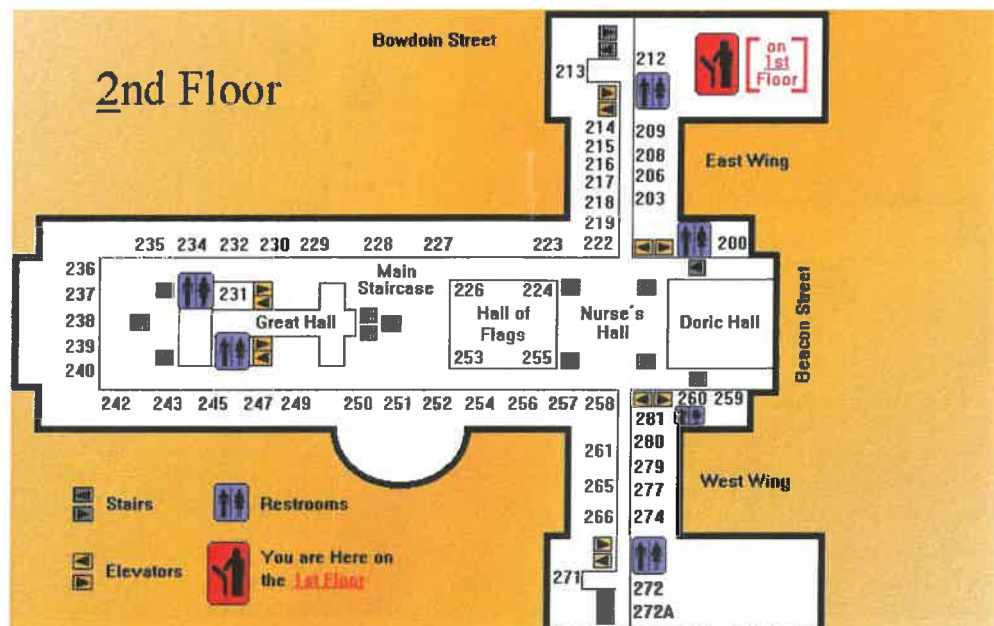 Bowdoin Street
2nd Floor
212
on
1st
Floor
213
214
215
216
217
218
219
222
209
208
206
203
East Wing
235 234 232 230 229 228 227 223
200
236
237
238
239
240
231
Main
Staircase
Great Hall
226 224
Hall of
Flags
253 255
Nurse's
Hall
Doric Hall
Beacon Street
242 243 245 247 249 250 251 252 254 256 257 258
260 259
281
280
279
277
274
261
265
266
West Wing
271
272
272A
Stairs
Restrooms
Elevators
You are Here on
the 1st Floor